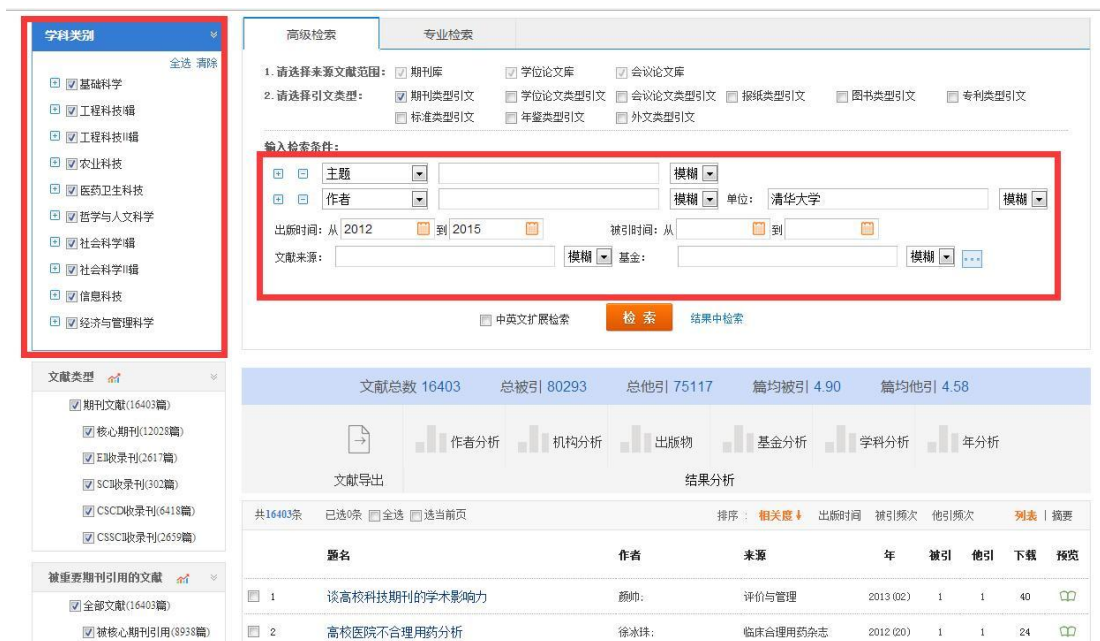 学科类别
全选 清除
基础科学
工程科技I辑
工程科技II辑
农业科技
医药卫生科技
哲学与人文科学
社会科学I辑
社会科学II辑
信息科技
经济与管理科学
文献类型
期刊文献(16403篇)
核心期刊(12028篇)
EI收录刊(2617篇)
SCI收录刊(302篇)
CSCD收录刊(6418篇)
CSSCI收录刊(2659篇)
被重要期刊引用的文献
全部文献(16403篇)
被核心期刊引用(8938篇)
高级检索 专业检索
1.请选择来源文献范围: 期刊库 学位论文库 会议论文库
2.请选择引文类型: 期刊类型引文 学位论文类型引文 会议论文类型引文 报纸类型引文 图书类型引文 专利类型引文
标准类型引文 年鉴类型引文 外文类型引文
输入检索条件:
主题 模糊
作者 模糊 单位: 清华大学 模糊
出版时间: 从 2012 到 2015 被引时间: 从 到
文献来源: 模糊 基金: 模糊 ...
中英文扩展检索 检 索 结果中检索
文献总数 16403 总被引 80293 总他引 75117 篇均被引 4.90 篇均他引 4.58
作者分析 机构分析 出版物 基金分析 学科分析 年分析
文献导出 结果分析
共16403条 已选0条 全选 选当前页 排序 : 相关度 出版时间 被引频次 他引频次 列表 | 摘要
题名 作者 来源 年 被引 他引 下载 预览
1 谈高校科技期刊的学术影响力 颜帅; 评价与管理 2013(02) 1 1 40
2 高校医院不合理用药分析 徐冰珠; 临床合理用药杂志 2012(20) 1 1 24